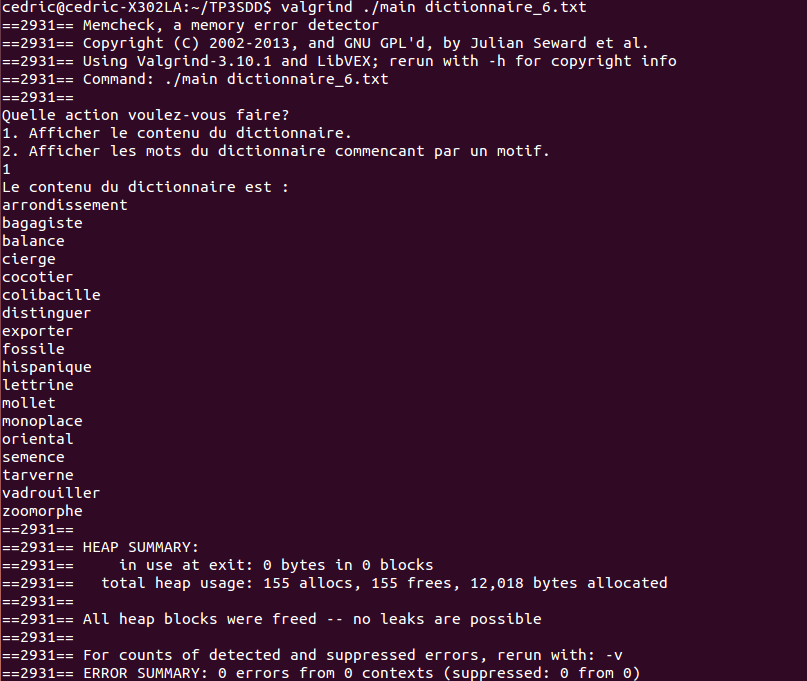 cedric@cedric-X302LA:~/TP3SDD$ valgrind ./main dictionnaire_6.txt
==2931== Memcheck, a memory error detector
==2931== Copyright (C) 2002-2013, and GNU GPL'd, by Julian Seward et al.
==2931== Using Valgrind-3.10.1 and LibVEX; rerun with -h for copyright info
==2931== Command: ./main dictionnaire_6.txt
==2931==
Quelle action voulez-vous faire?
1. Afficher le contenu du dictionnaire.
2. Afficher les mots du dictionnaire commencant par un motif.
1
Le contenu du dictionnaire est :
arrondissement
bagagiste
balance
cierge
cocotier
colibacille
distinguer
exporter
fossile
hispanique
lettrine
mollet
monoplace
oriental
semence
tarverne
vadrouiller
zoomorphe
==2931==
==2931== HEAP SUMMARY:
==2931==     in use at exit: 0 bytes in 0 blocks
==2931==   total heap usage: 155 allocs, 155 frees, 12,018 bytes allocated
==2931==
==2931== All heap blocks were freed -- no leaks are possible
==2931==
==2931== For counts of detected and suppressed errors, rerun with: -v
==2931== ERROR SUMMARY: 0 errors from 0 contexts (suppressed: 0 from 0)